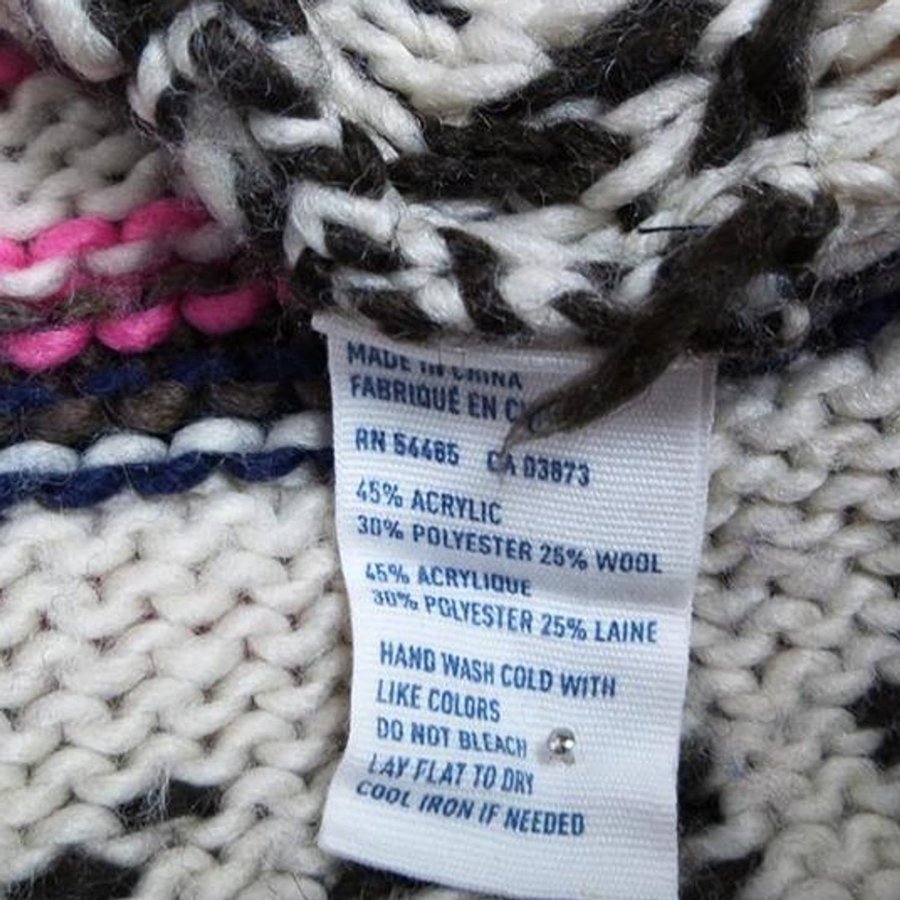 MADE IN CHINA
FABRIQUÉ EN
RN 54485 CA 03873
45% ACRYLIC
30% POLYESTER 25% WOOL
45% ACRYLIQUE
30% POLYESTER 25% LAINE
HAND WASH COLD WITH
LIKE COLORS
DO NOT BLEACH
LAY FLAT TO DRY
COOL IRON IF NEEDED